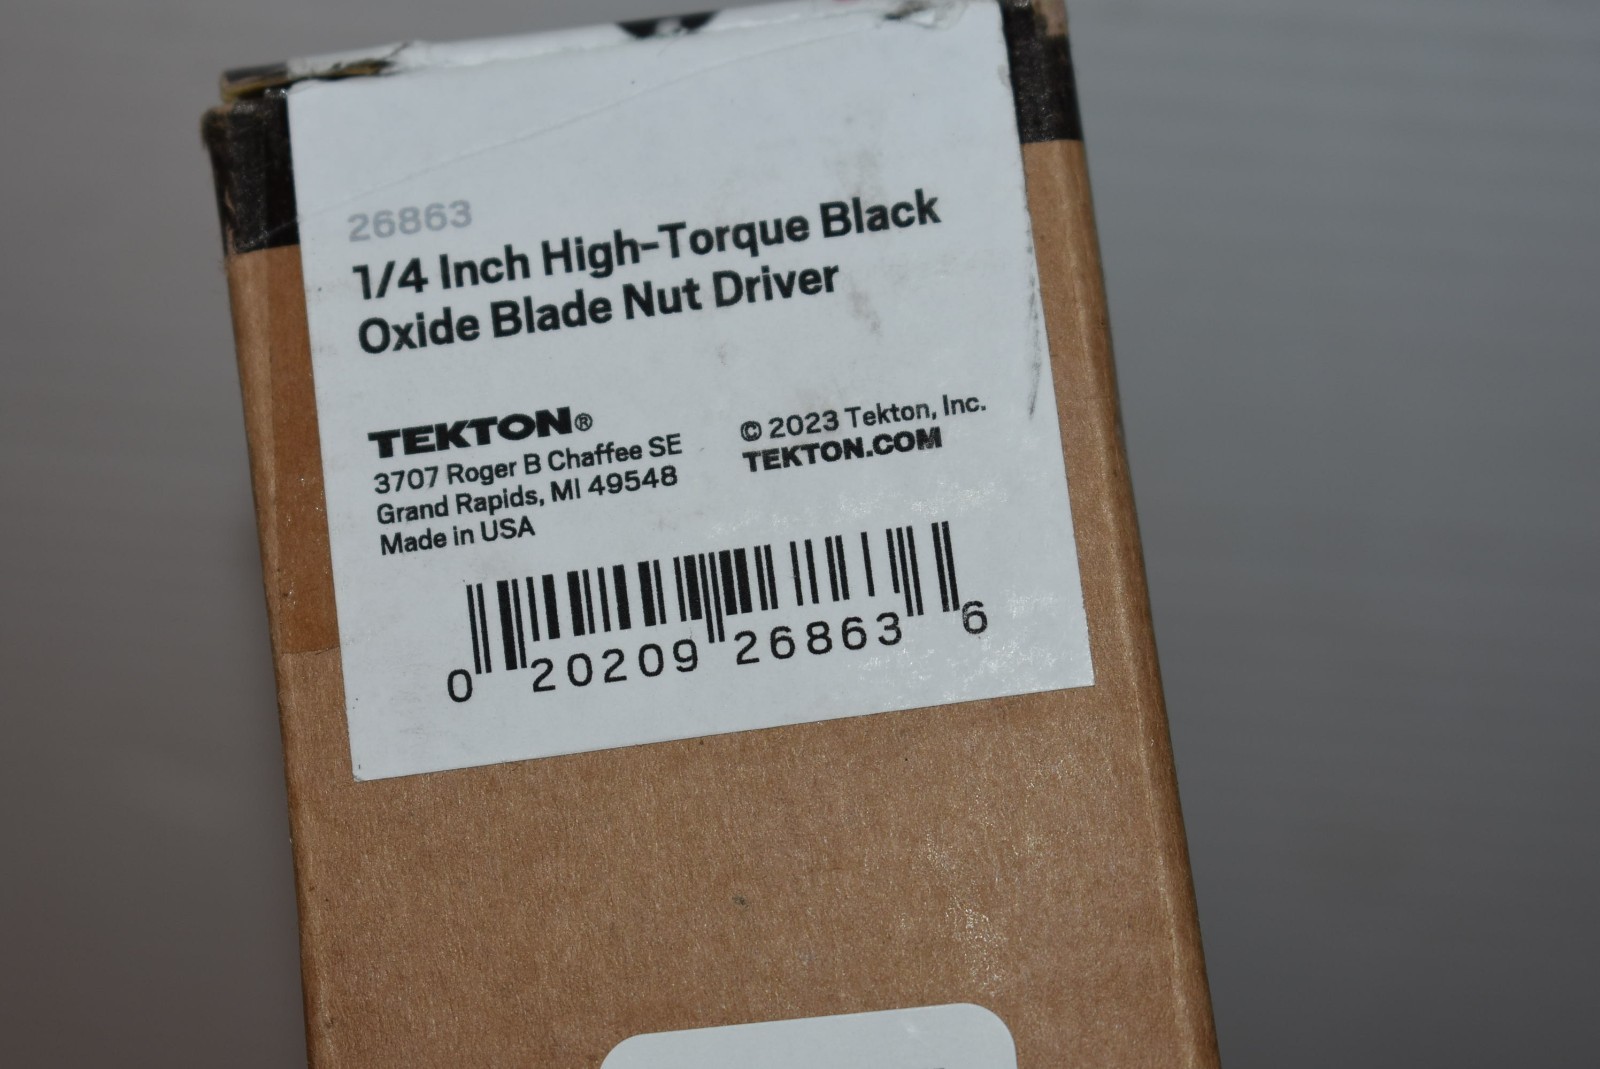 26863
1/4 Inch High-Torque Black
Oxide Blade Nut Driver
TEKTON®
3707 Roger B Chaffee SE
Grand Rapids, MI 49548
Made in USA
© 2023 Tekton, Inc.
TEKTON.COM
0 20209 26863 6